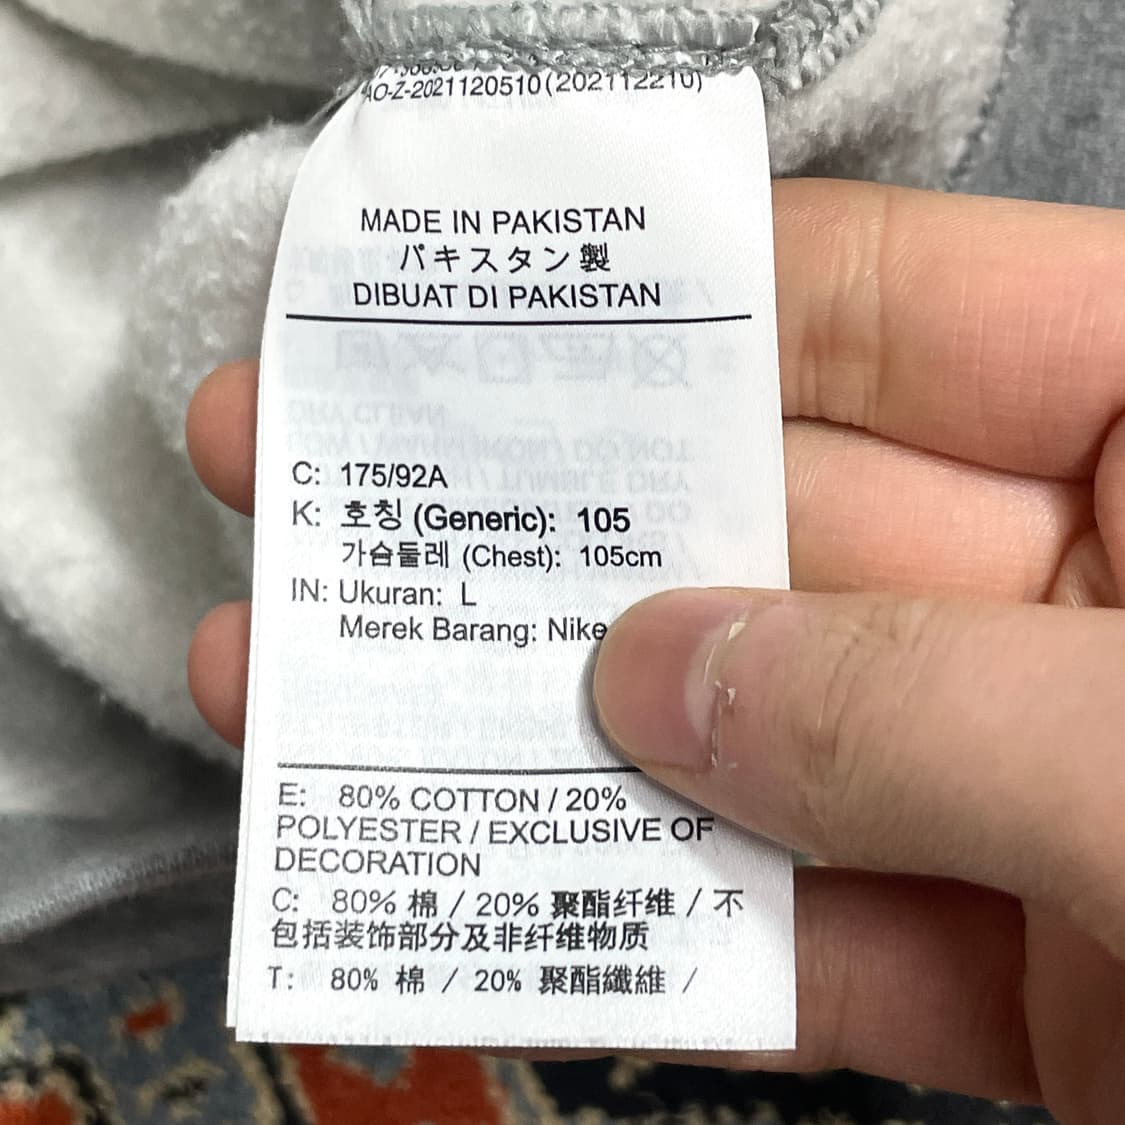 AO-Z-2021120510(202112210)
MADE IN PAKISTAN
パキスタン製
DIBUAT DI PAKISTAN
C: 175/92A
K: 호칭 (Generic): 105
가슴둘레 (Chest): 105cm
IN: Ukuran: L
Merek Barang: Nike
E: 80% COTTON / 20%
POLYESTER / EXCLUSIVE OF
DECORATION
C: 80% 棉 / 20% 聚酯纤维 / 不
包括装饰部分及非纤维物质
T: 80% 棉 / 20% 聚酯纖維 /